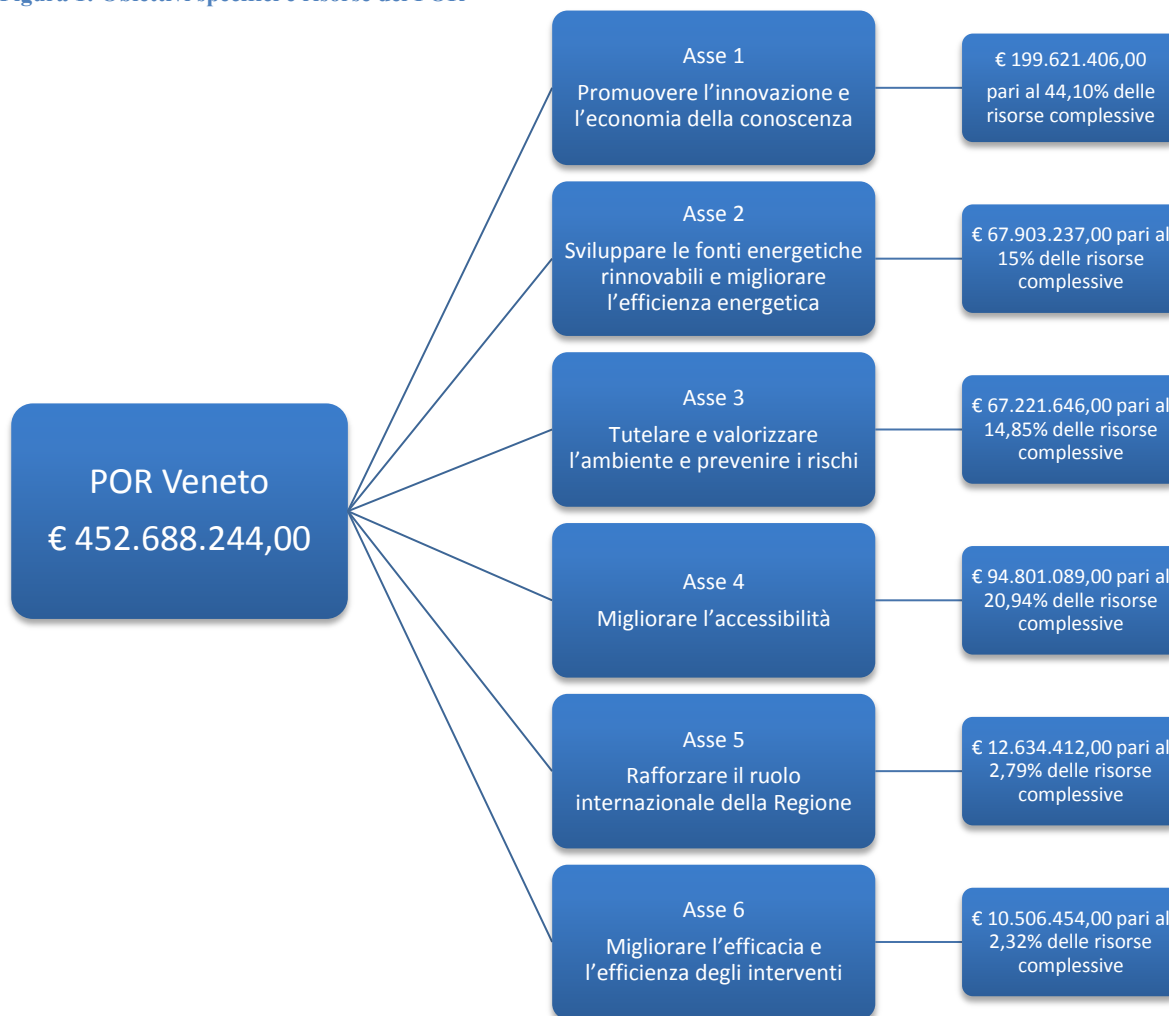 POR Veneto
€ 452.688.244,00
Asse 1
Promuovere l’innovazione e
l’economia della conoscenza
€ 199.621.406,00
pari al 44,10% delle
risorse complessive
Asse 2
Sviluppare le fonti energetiche
rinnovabili e migliorare
l’efficienza energetica
€ 67.903.237,00 pari al
15% delle risorse
complessive
Asse 3
Tutelare e valorizzare
l’ambiente e prevenire i rischi
€ 67.221.646,00 pari al
14,85% delle risorse
complessive
Asse 4
Migliorare l’accessibilità
€ 94.801.089,00 pari al
20,94% delle risorse
complessive
Asse 5
Rafforzare il ruolo
internazionale della Regione
€ 12.634.412,00 pari al
2,79% delle risorse
complessive
Asse 6
Migliorare l’efficacia e
l’efficienza degli interventi
€ 10.506.454,00 pari al
2,32% delle risorse
complessive